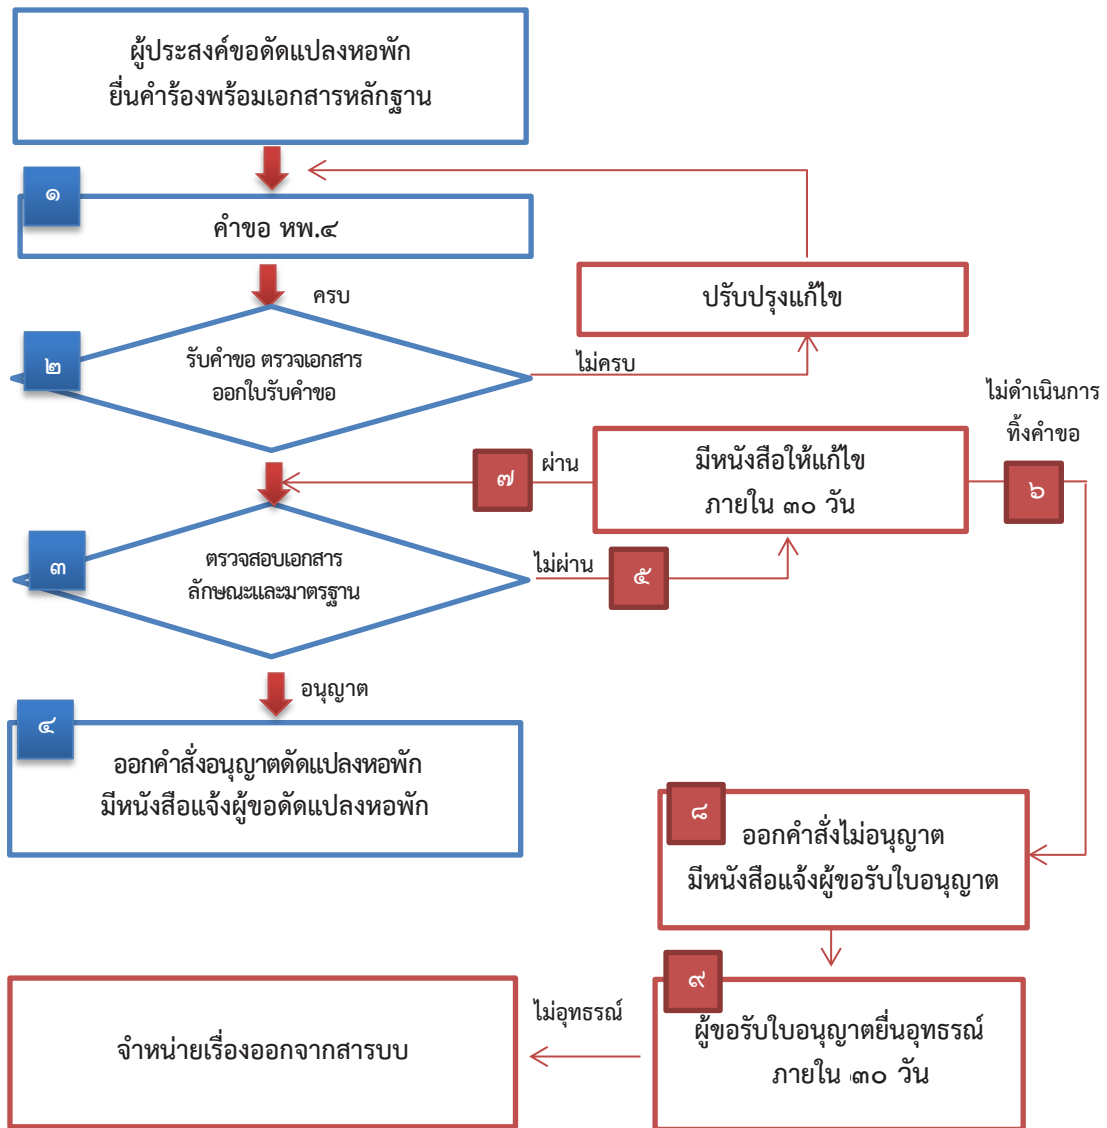 ผู้ประสงค์ขอดัดแปลงหอพัก
ยื่นคำร้องพร้อมเอกสารหลักฐาน
๑
คำขอ หพ.๔
ครบ
ปรับปรุงแก้ไข
๒
รับคำขอ ตรวจเอกสาร
ออกใบรับคำขอ
ไม่ครบ
ไม่ดำเนินการ
ทิ้งคำขอ
๗
ผ่าน
มีหนังสือให้แก้ไข
ภายใน ๓๐ วัน
๖
๓
ตรวจสอบเอกสาร
ลักษณะและมาตรฐาน
ไม่ผ่าน
๕
อนุญาต
๔
ออกคำสั่งอนุญาตดัดแปลงหอพัก
มีหนังสือแจ้งผู้ขอดัดแปลงหอพัก
๘
ออกคำสั่งไม่อนุญาต
มีหนังสือแจ้งผู้ขอรับใบอนุญาต
๙
ผู้ขอรับใบอนุญาตยื่นอุทธรณ์
ภายใน ๓๐ วัน
ไม่อุทธรณ์
จำหน่ายเรื่องออกจากสารบบ